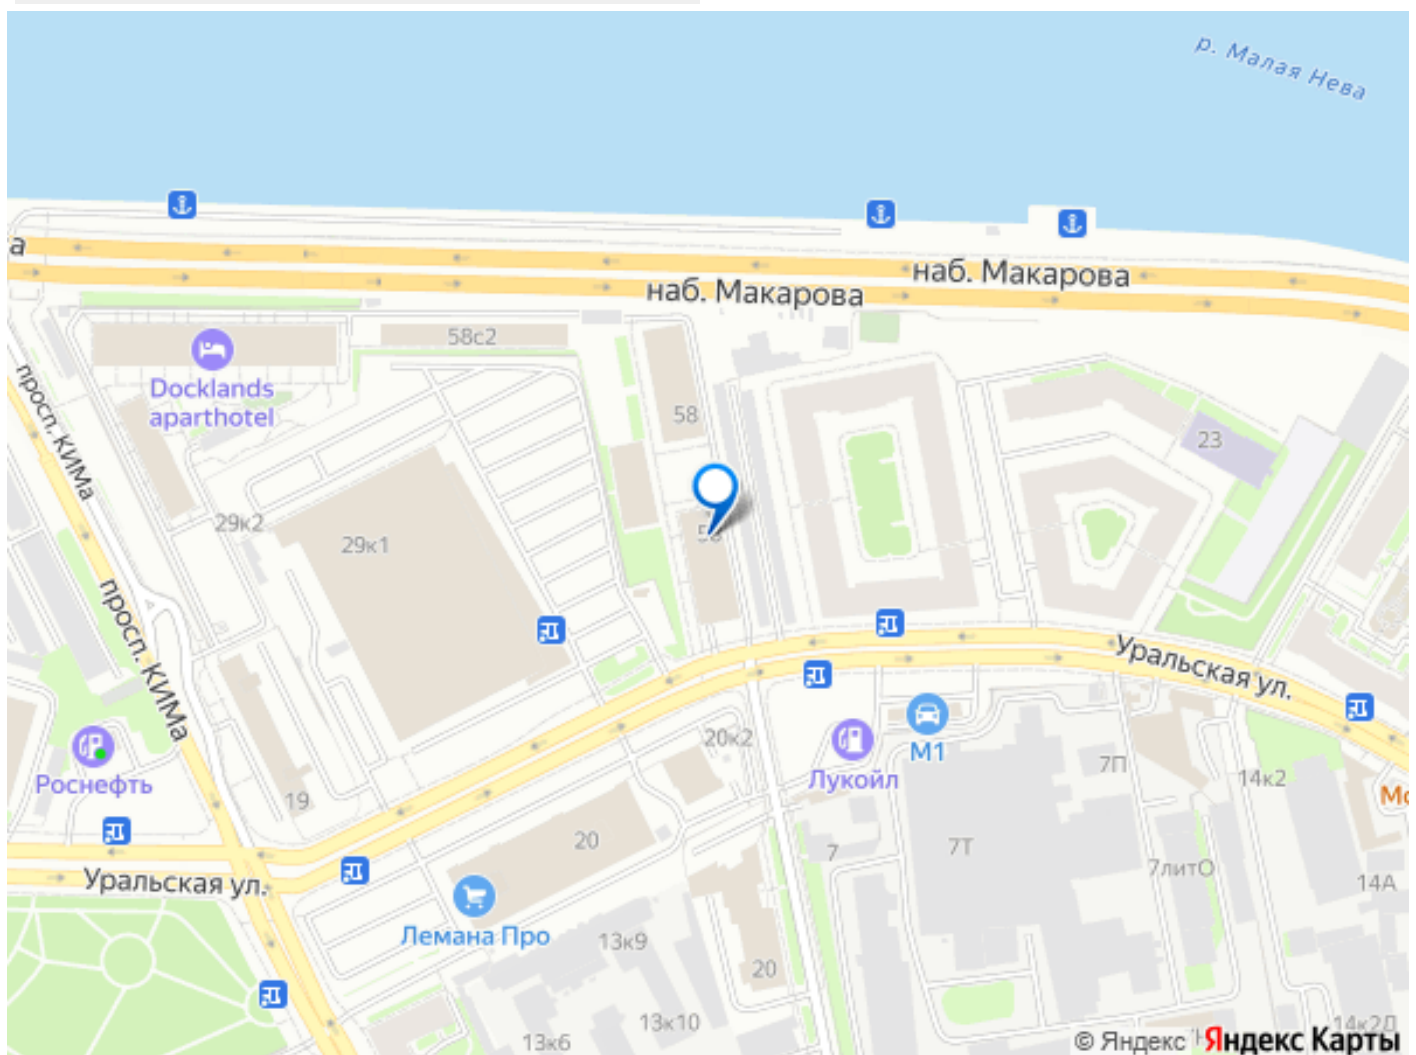 р. Малая Нева
а
наб. Макарова
наб. Макарова
58с2
Docklands
aparthotel
просп. КИМа
58
23
29к2
29к1
просп. КИМа
Уральская ул.
20к2
М1
Роснефть
Лукойл
7П
14к2
19
Мо
20
7
7Т
7литО
14А
Уральская ул.
Лемана Про
13к9
20
13к10
13к6
14к2Д
© Яндекс Яндекс Карты